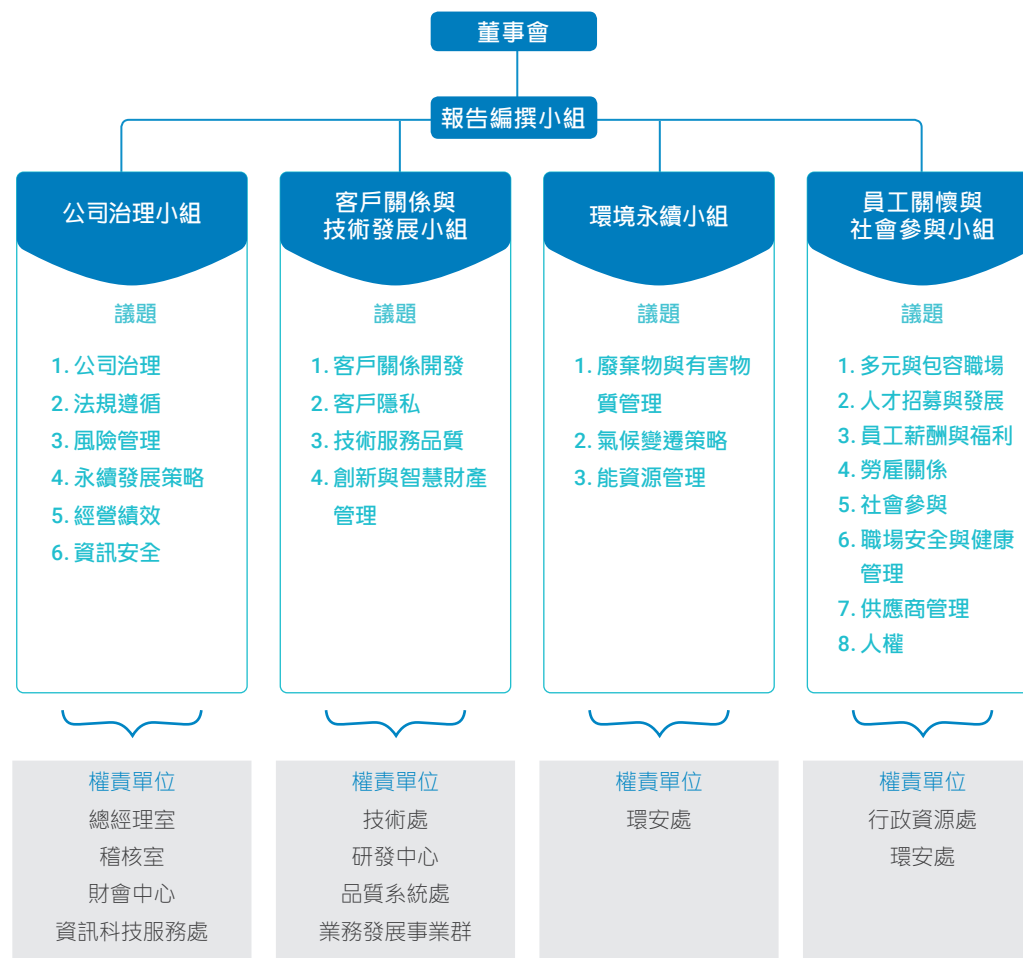 董事會
報告編撰小組
公司治理小組
議題
1. 公司治理
2. 法規遵循
3. 風險管理
4. 永續發展策略
5. 經營績效
6. 資訊安全
權責單位
總經理室
稽核室
財會中心
資訊科技服務處
客戶關係與
技術發展小組
議題
1. 客戶關係開發
2. 客戶隱私
3. 技術服務品質
4. 創新與智慧財產
管理
權責單位
技術處
研發中心
品質系統處
業務發展事業群
環境永續小組
議題
1. 廢棄物與有害物
質管理
2. 氣候變遷策略
3. 能資源管理
權責單位
環安處
員工關懷與
社會參與小組
議題
1. 多元與包容職場
2. 人才招募與發展
3. 員工薪酬與福利
4. 勞雇關係
5. 社會參與
6. 職場安全與健康
管理
7. 供應商管理
8. 人權
權責單位
行政資源處
環安處